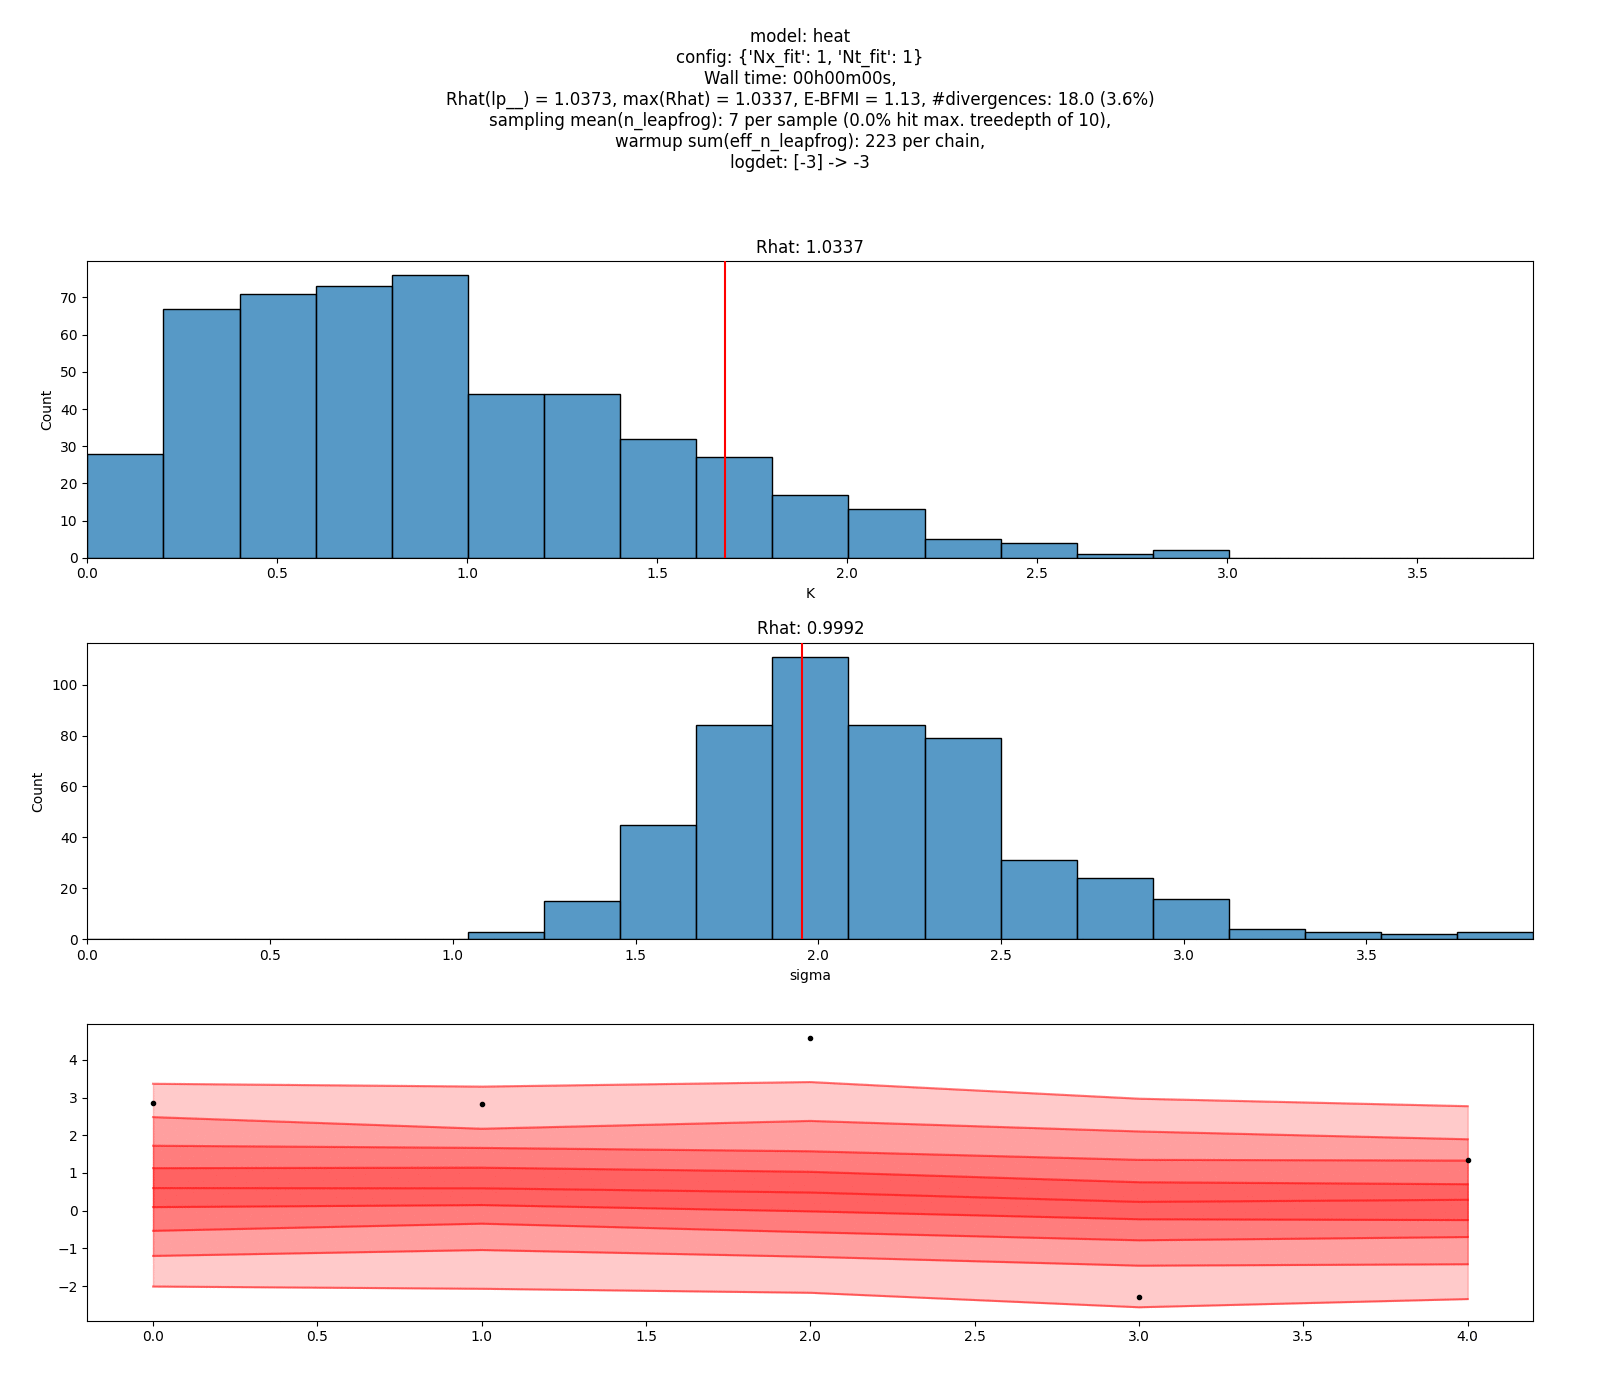 model: heat
config: {'Nx_fit': 1, 'Nt_fit': 1}
Wall time: 00h00m00s,
Rhat(lp__) = 1.0373, max(Rhat) = 1.0337, E-BFMI = 1.13, #divergences: 18.0 (3.6%)
sampling mean(n_leapfrog): 7 per sample (0.0% hit max. treedepth of 10),
warmup sum(eff_n_leapfrog): 223 per chain,
logdet: [-3] -> -3
Rhat: 1.0337
70
60
50
40
30
20
10
0
Count
0.0 0.5 1.0 1.5 2.0 2.5 3.0 3.5
K
Rhat: 0.9992
100
80
60
40
20
0
Count
0.0 0.5 1.0 1.5 2.0 2.5 3.0 3.5
sigma
4
3
2
1
0
−1
−2
0.0 0.5 1.0 1.5 2.0 2.5 3.0 3.5 4.0